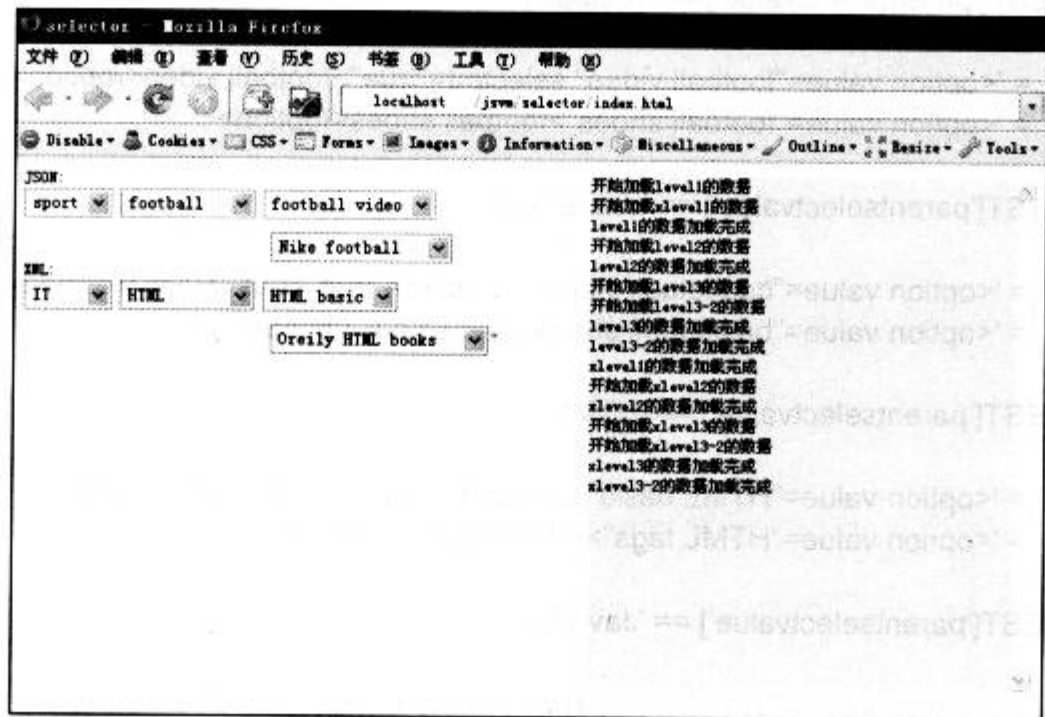 selector - Mozilla Firefox
文件 (F) 编辑 (E) 查看 (V) 历史 (S) 书签 (B) 工具 (T) 帮助 (H)
localhost /jsvm/selector/index.html
Disable Cookies CSS Forms Images Information Miscellaneous Outline Resize Tools
JSON:
sport football football video
Nike football
XML:
IT HTML HTML basic
Oreily HTML books
开始加载level1的数据
开始加载xlevel1的数据
level1的数据加载完成
开始加载level2的数据
level2的数据加载完成
开始加载level3的数据
开始加载level3-2的数据
level3的数据加载完成
level3-2的数据加载完成
xlevel1的数据加载完成
开始加载xlevel2的数据
xlevel2的数据加载完成
开始加载xlevel3的数据
开始加载xlevel3-2的数据
xlevel3的数据加载完成
xlevel3-2的数据加载完成